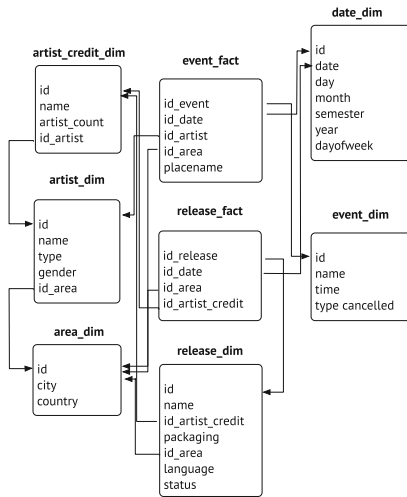 artist_credit_dim
id
name
artist_count
id_artist
artist_dim
id
name
type
gender
id_area
area_dim
id
city
country
event_fact
id_event
id_date
id_artist
id_area
placename
release_fact
id_release
id_date
id_area
id_artist_credit
release_dim
id
name
id_artist_credit
packaging
id_area
language
status
date_dim
id
date
day
month
semester
year
dayofweek
event_dim
id
name
time
type cancelled